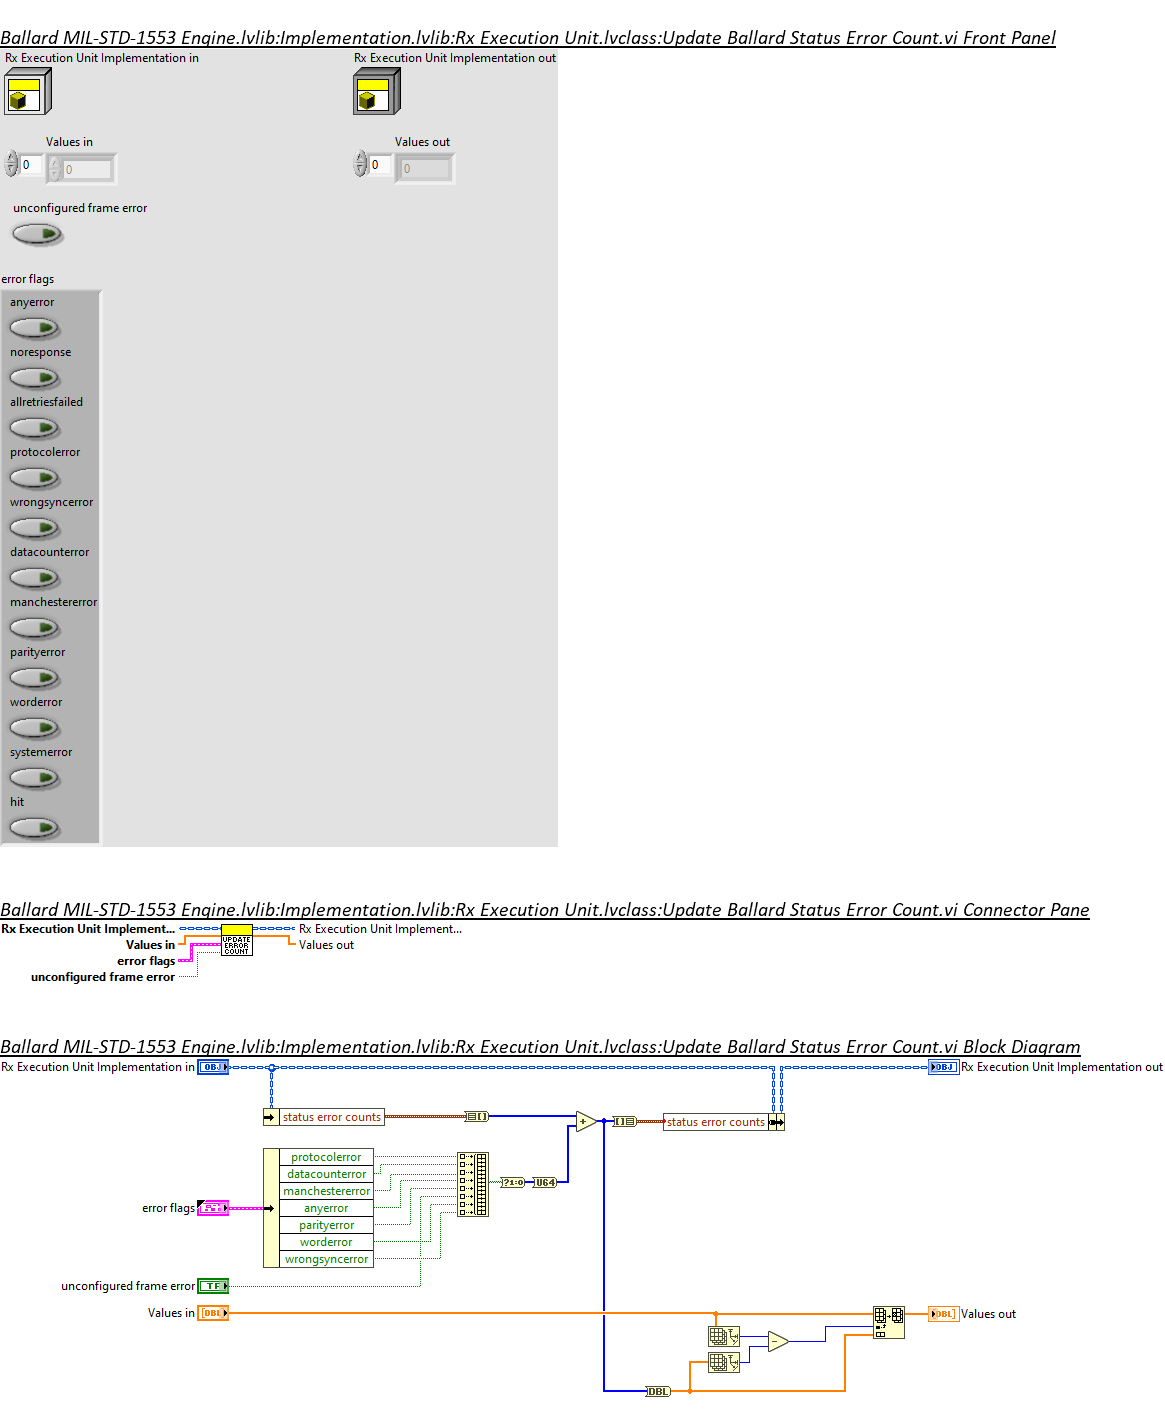 Ballard MIL-STD-1553 Engine.lvlib:Implementation.lvlib:Rx Execution Unit.lvclass:Update Ballard Status Error Count.vi Front Panel
Rx Execution Unit Implementation in
Rx Execution Unit Implementation out
Values in
Values out
0
0
0
0
unconfigured frame error
error flags
anyerror
noresponse
allretriesfailed
protocolerror
wrongsyncerror
datacounterror
manchestererror
parityerror
worderror
systemerror
hit
Ballard MIL-STD-1553 Engine.lvlib:Implementation.lvlib:Rx Execution Unit.lvclass:Update Ballard Status Error Count.vi Connector Pane
Rx Execution Unit Implement...
Rx Execution Unit Implement...
Values in
Values out
error flags
unconfigured frame error
UPDATE
ERROR
COUNT
Ballard MIL-STD-1553 Engine.lvlib:Implementation.lvlib:Rx Execution Unit.lvclass:Update Ballard Status Error Count.vi Block Diagram
Rx Execution Unit Implementation in
OBJ
OBJ
Rx Execution Unit Implementation out
status error counts
+
status error counts
protocolerror
datacounterror
manchestererror
anyerror
parityerror
worderror
wrongsyncerror
?1:0
U64
error flags
unconfigured frame error
TF
Values in
DBL
DBL
Values out
-
DBL